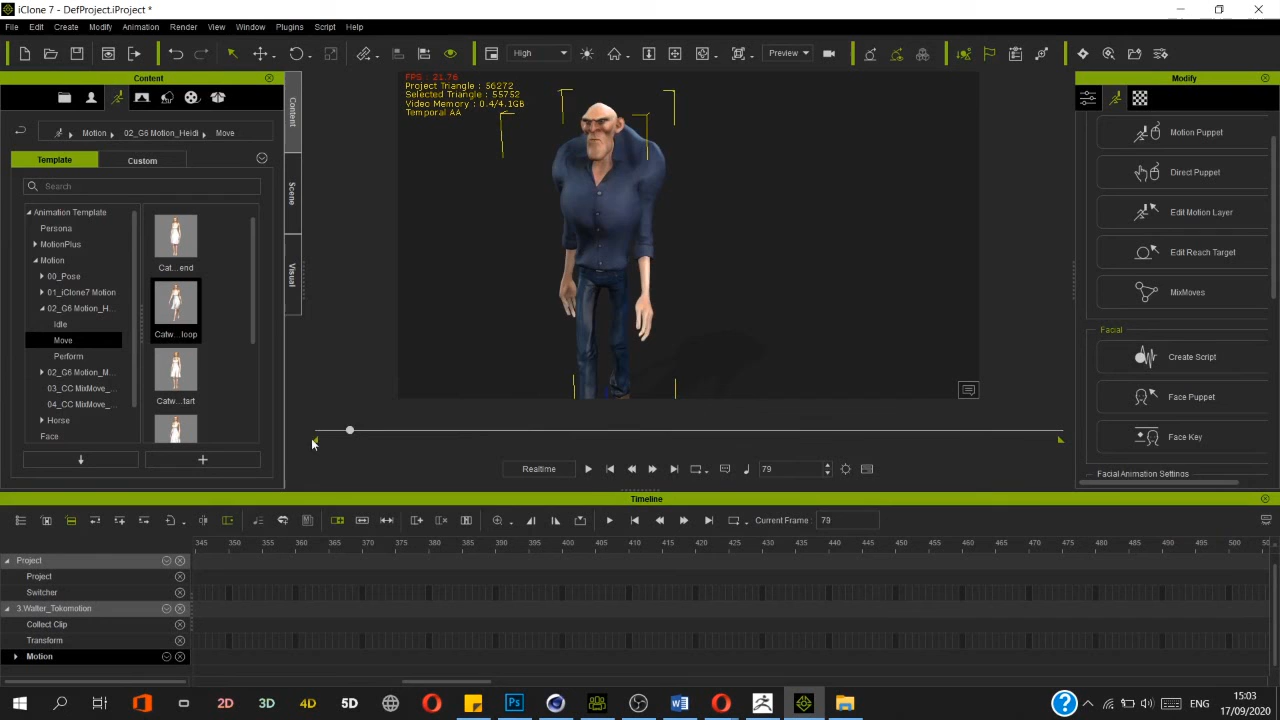 iClone 7 - DefProject.iProject *
File Edit Create Modify Animation Render View Window Plugins Script Help
High
Preview
Content
Motion 02_G6 Motion_Heidi Move
Template Custom
Search
Animation Template
Persona
MotionPlus
Motion
00_Pose
01_iClone7 Motion
02_G6 Motion_H...
Idle
Move
Perform
02_G6 Motion_M...
03_CC MixMove_...
04_CC MixMove_...
Horse
Face
Cat...end
Catw...loop
Catw...tart
Content
Scene
Visual
FPS : 21.76
Project Triangle : 56272
Selected Triangle : 55752
Video Memory : 0.4/4.1GB
Temporal AA
Realtime
79
Modify
Motion Puppet
Direct Puppet
Edit Motion Layer
Edit Reach Target
MixMoves
Facial
Create Script
Face Puppet
Face Key
Facial Animation Settings
Timeline
Current Frame : 79
345 350 355 360 365 370 375 380 385 390 395 400 405 410 415 420 425 430 435 440 445 450 455 460 465 470 475 480 485 490 495 500 505
Project
Project
Switcher
3.Walter_Tokomotion
Collect Clip
Transform
Motion
2D 3D 4D 5D
ENG
15:03
17/09/2020